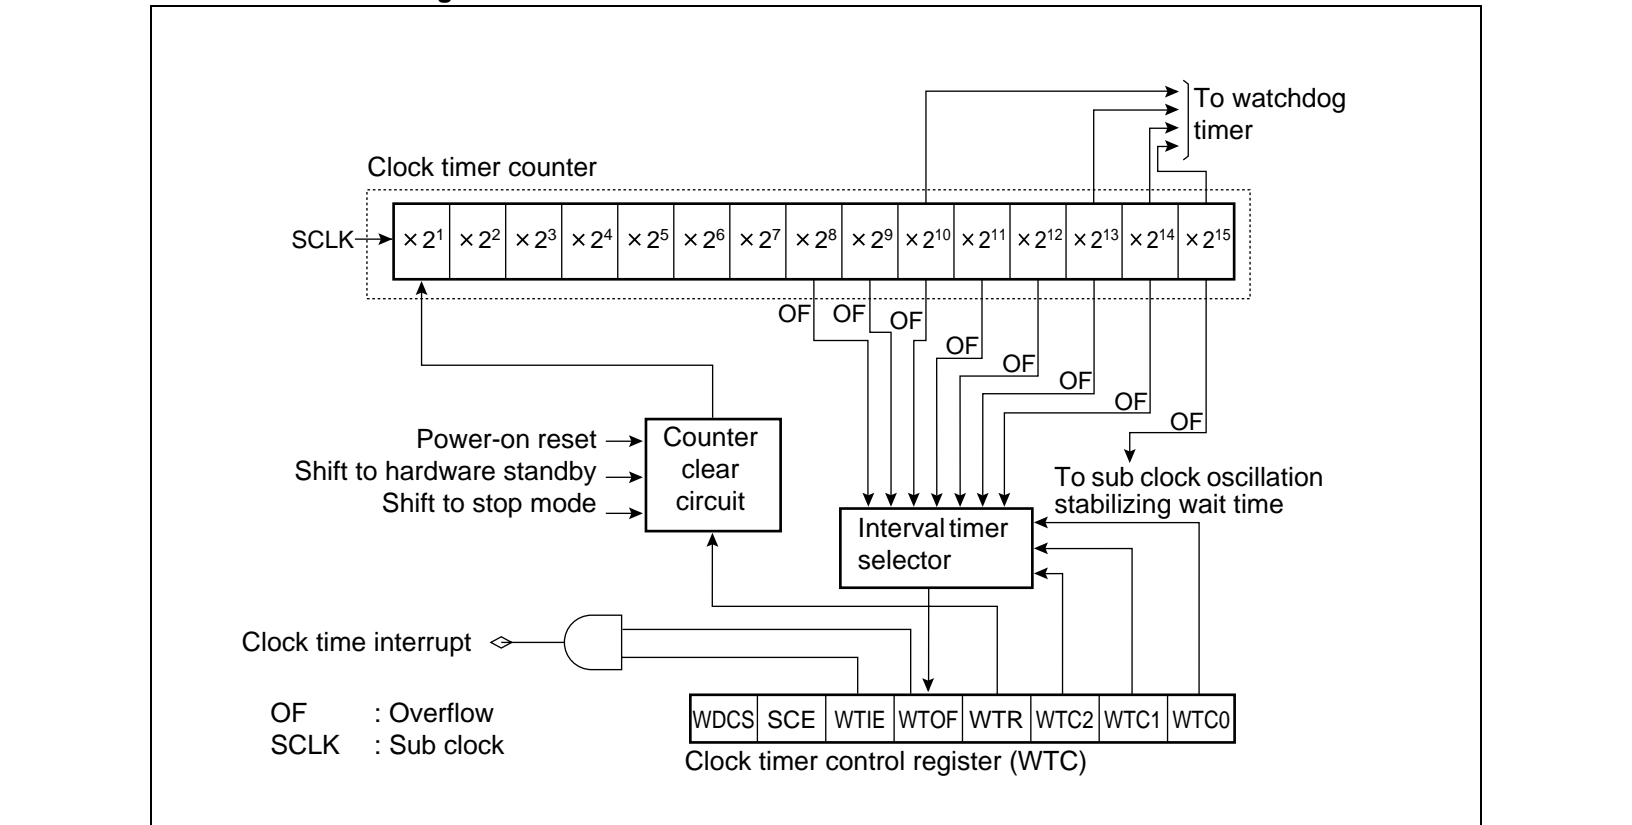 To watchdog
timer
Clock timer counter
SCLK
× 2¹ × 2² × 2³ × 2⁴ × 2⁵ × 2⁶ × 2⁷ × 2⁸ × 2⁹ × 2¹⁰ × 2¹¹ × 2¹² × 2¹³ × 2¹⁴ × 2¹⁵
OF OF OF
OF
OF
OF
OF
OF
Power-on reset
Shift to hardware standby
Shift to stop mode
Counter
clear
circuit
To sub clock oscillation
stabilizing wait time
Interval timer
selector
Clock time interrupt
WDCS SCE WTIE WTOF WTR WTC2 WTC1 WTC0
Clock timer control register (WTC)
OF : Overflow
SCLK : Sub clock